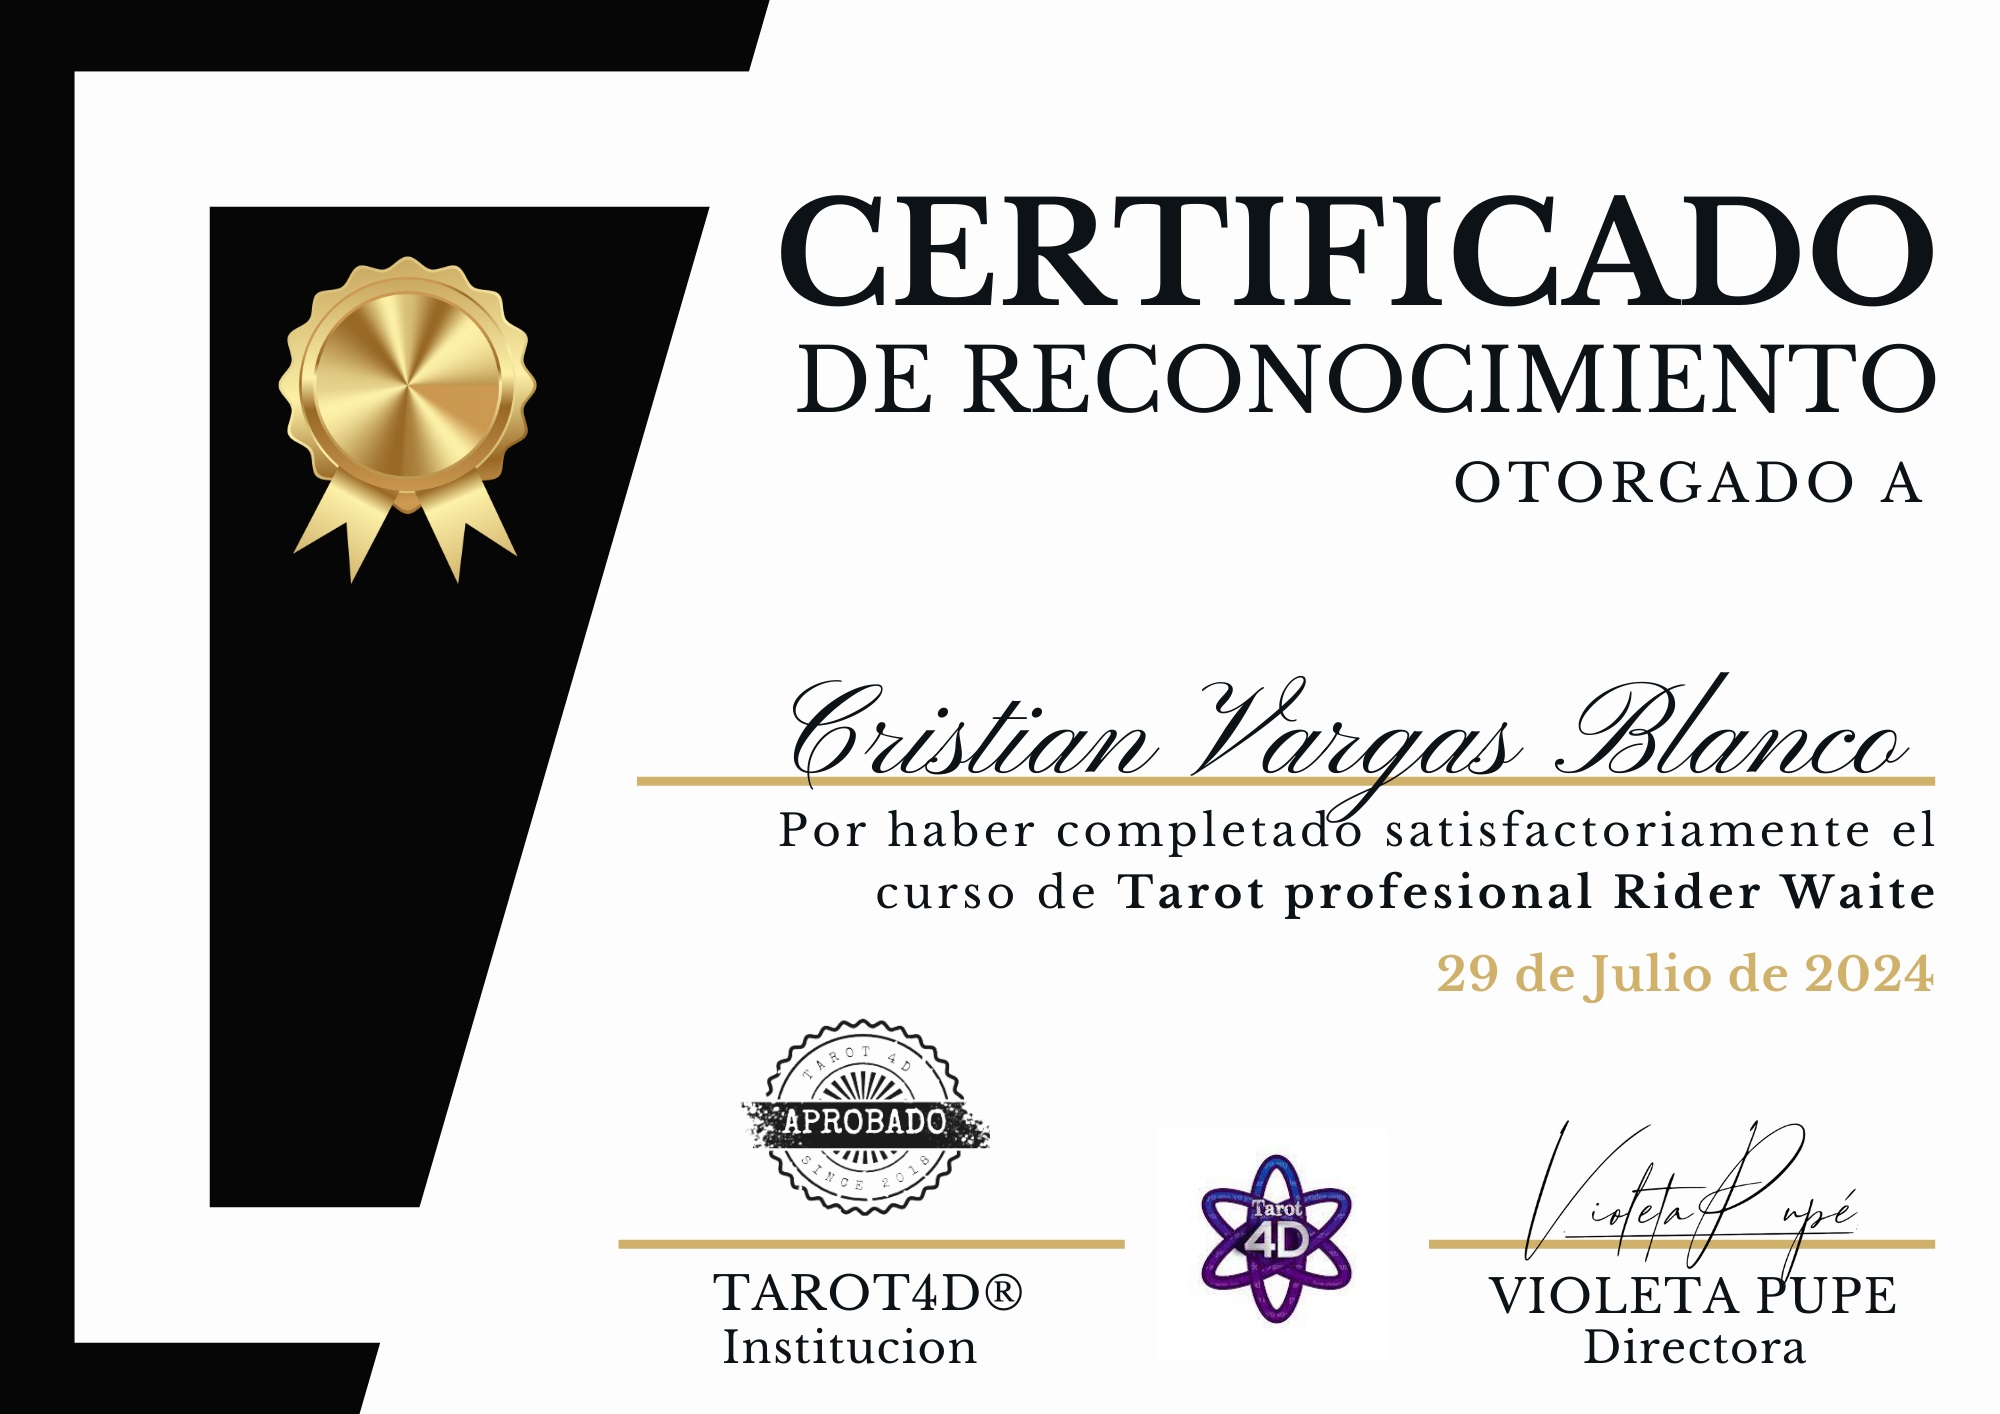 CERTIFICADO
DE RECONOCIMIENTO
OTORGADO A
Cristian Vargas Blanco
Por haber completado satisfactoriamente el
curso de Tarot profesional Rider Waite
29 de Julio de 2024
TAROT 4D
APROBADO
SINCE 2018
Tarot
4D
Violeta Pupé
TAROT4D®
Institucion
VIOLETA PUPE
Directora